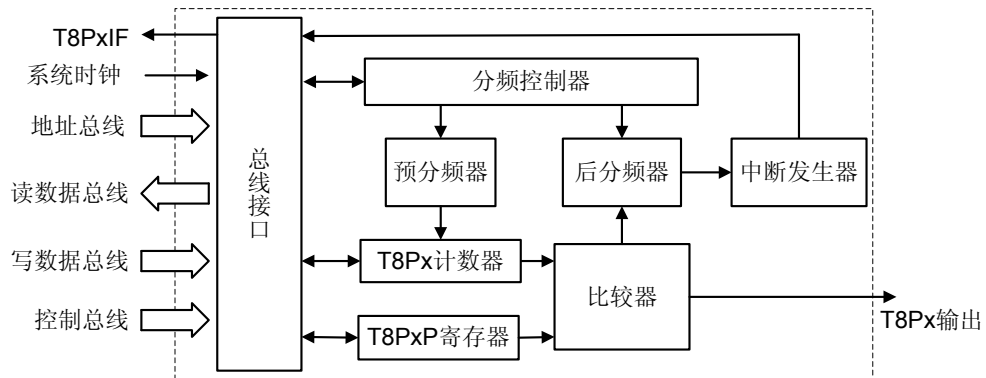 T8PxIF
系统时钟
地址总线
读数据总线
写数据总线
控制总线
总线接口
分频控制器
预分频器
后分频器
中断发生器
T8Px计数器
比较器
T8PxP寄存器
T8Px输出